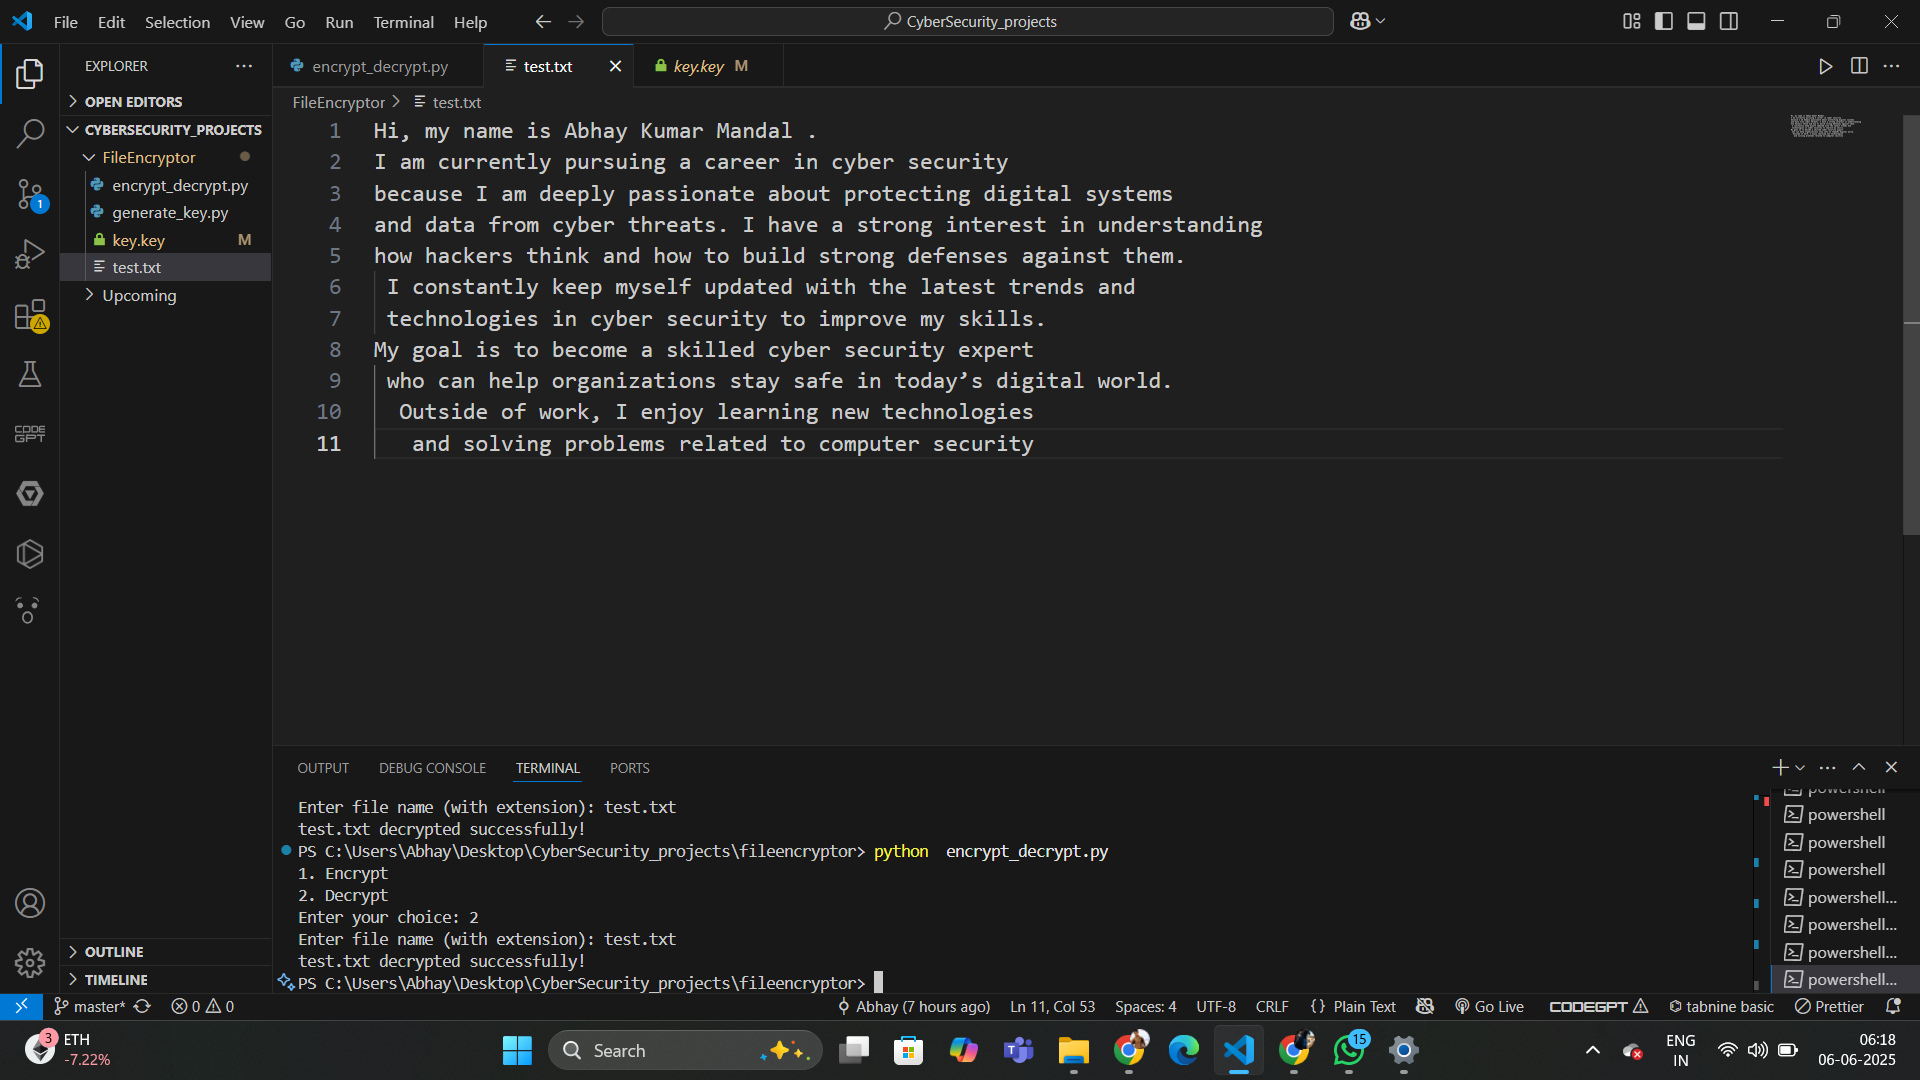 File Edit Selection View Go Run Terminal Help
CyberSecurity_projects
EXPLORER
OPEN EDITORS
CYBERSECURITY_PROJECTS
FileEncryptor
encrypt_decrypt.py
generate_key.py
key.key M
test.txt
Upcoming
OUTLINE
TIMELINE
1
CODE
GPT
encrypt_decrypt.py test.txt key.key M
FileEncryptor > test.txt
1 Hi, my name is Abhay Kumar Mandal .
2 I am currently pursuing a career in cyber security
3 because I am deeply passionate about protecting digital systems
4 and data from cyber threats. I have a strong interest in understanding
5 how hackers think and how to build strong defenses against them.
6 I constantly keep myself updated with the latest trends and
7 technologies in cyber security to improve my skills.
8 My goal is to become a skilled cyber security expert
9 who can help organizations stay safe in today’s digital world.
10 Outside of work, I enjoy learning new technologies
11 and solving problems related to computer security
OUTPUT DEBUG CONSOLE TERMINAL PORTS
Enter file name (with extension): test.txt
test.txt decrypted successfully!
PS C:\Users\Abhay\Desktop\CyberSecurity_projects\fileencryptor> python  encrypt_decrypt.py
1. Encrypt
2. Decrypt
Enter your choice: 2
Enter file name (with extension): test.txt
test.txt decrypted successfully!
PS C:\Users\Abhay\Desktop\CyberSecurity_projects\fileencryptor>
powershell
powershell
powershell
powershell
powershell...
powershell...
powershell...
powershell...
master* 0 0 Abhay (7 hours ago) Ln 11, Col 53 Spaces: 4 UTF-8 CRLF {} Plain Text Go Live CODEGPT tabnine basic Prettier
3 ETH
-7.22%
Search
15
ENG
IN
06:18
06-06-2025